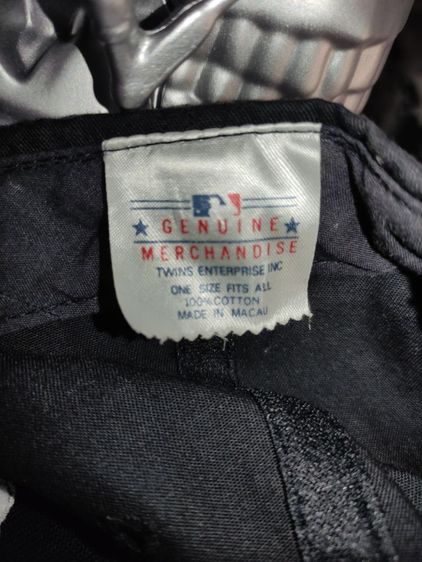 GENUINE
MERCHANDISE
TWINS ENTERPRISE INC
ONE SIZE FITS ALL
100% COTTON
MADE IN MACAU